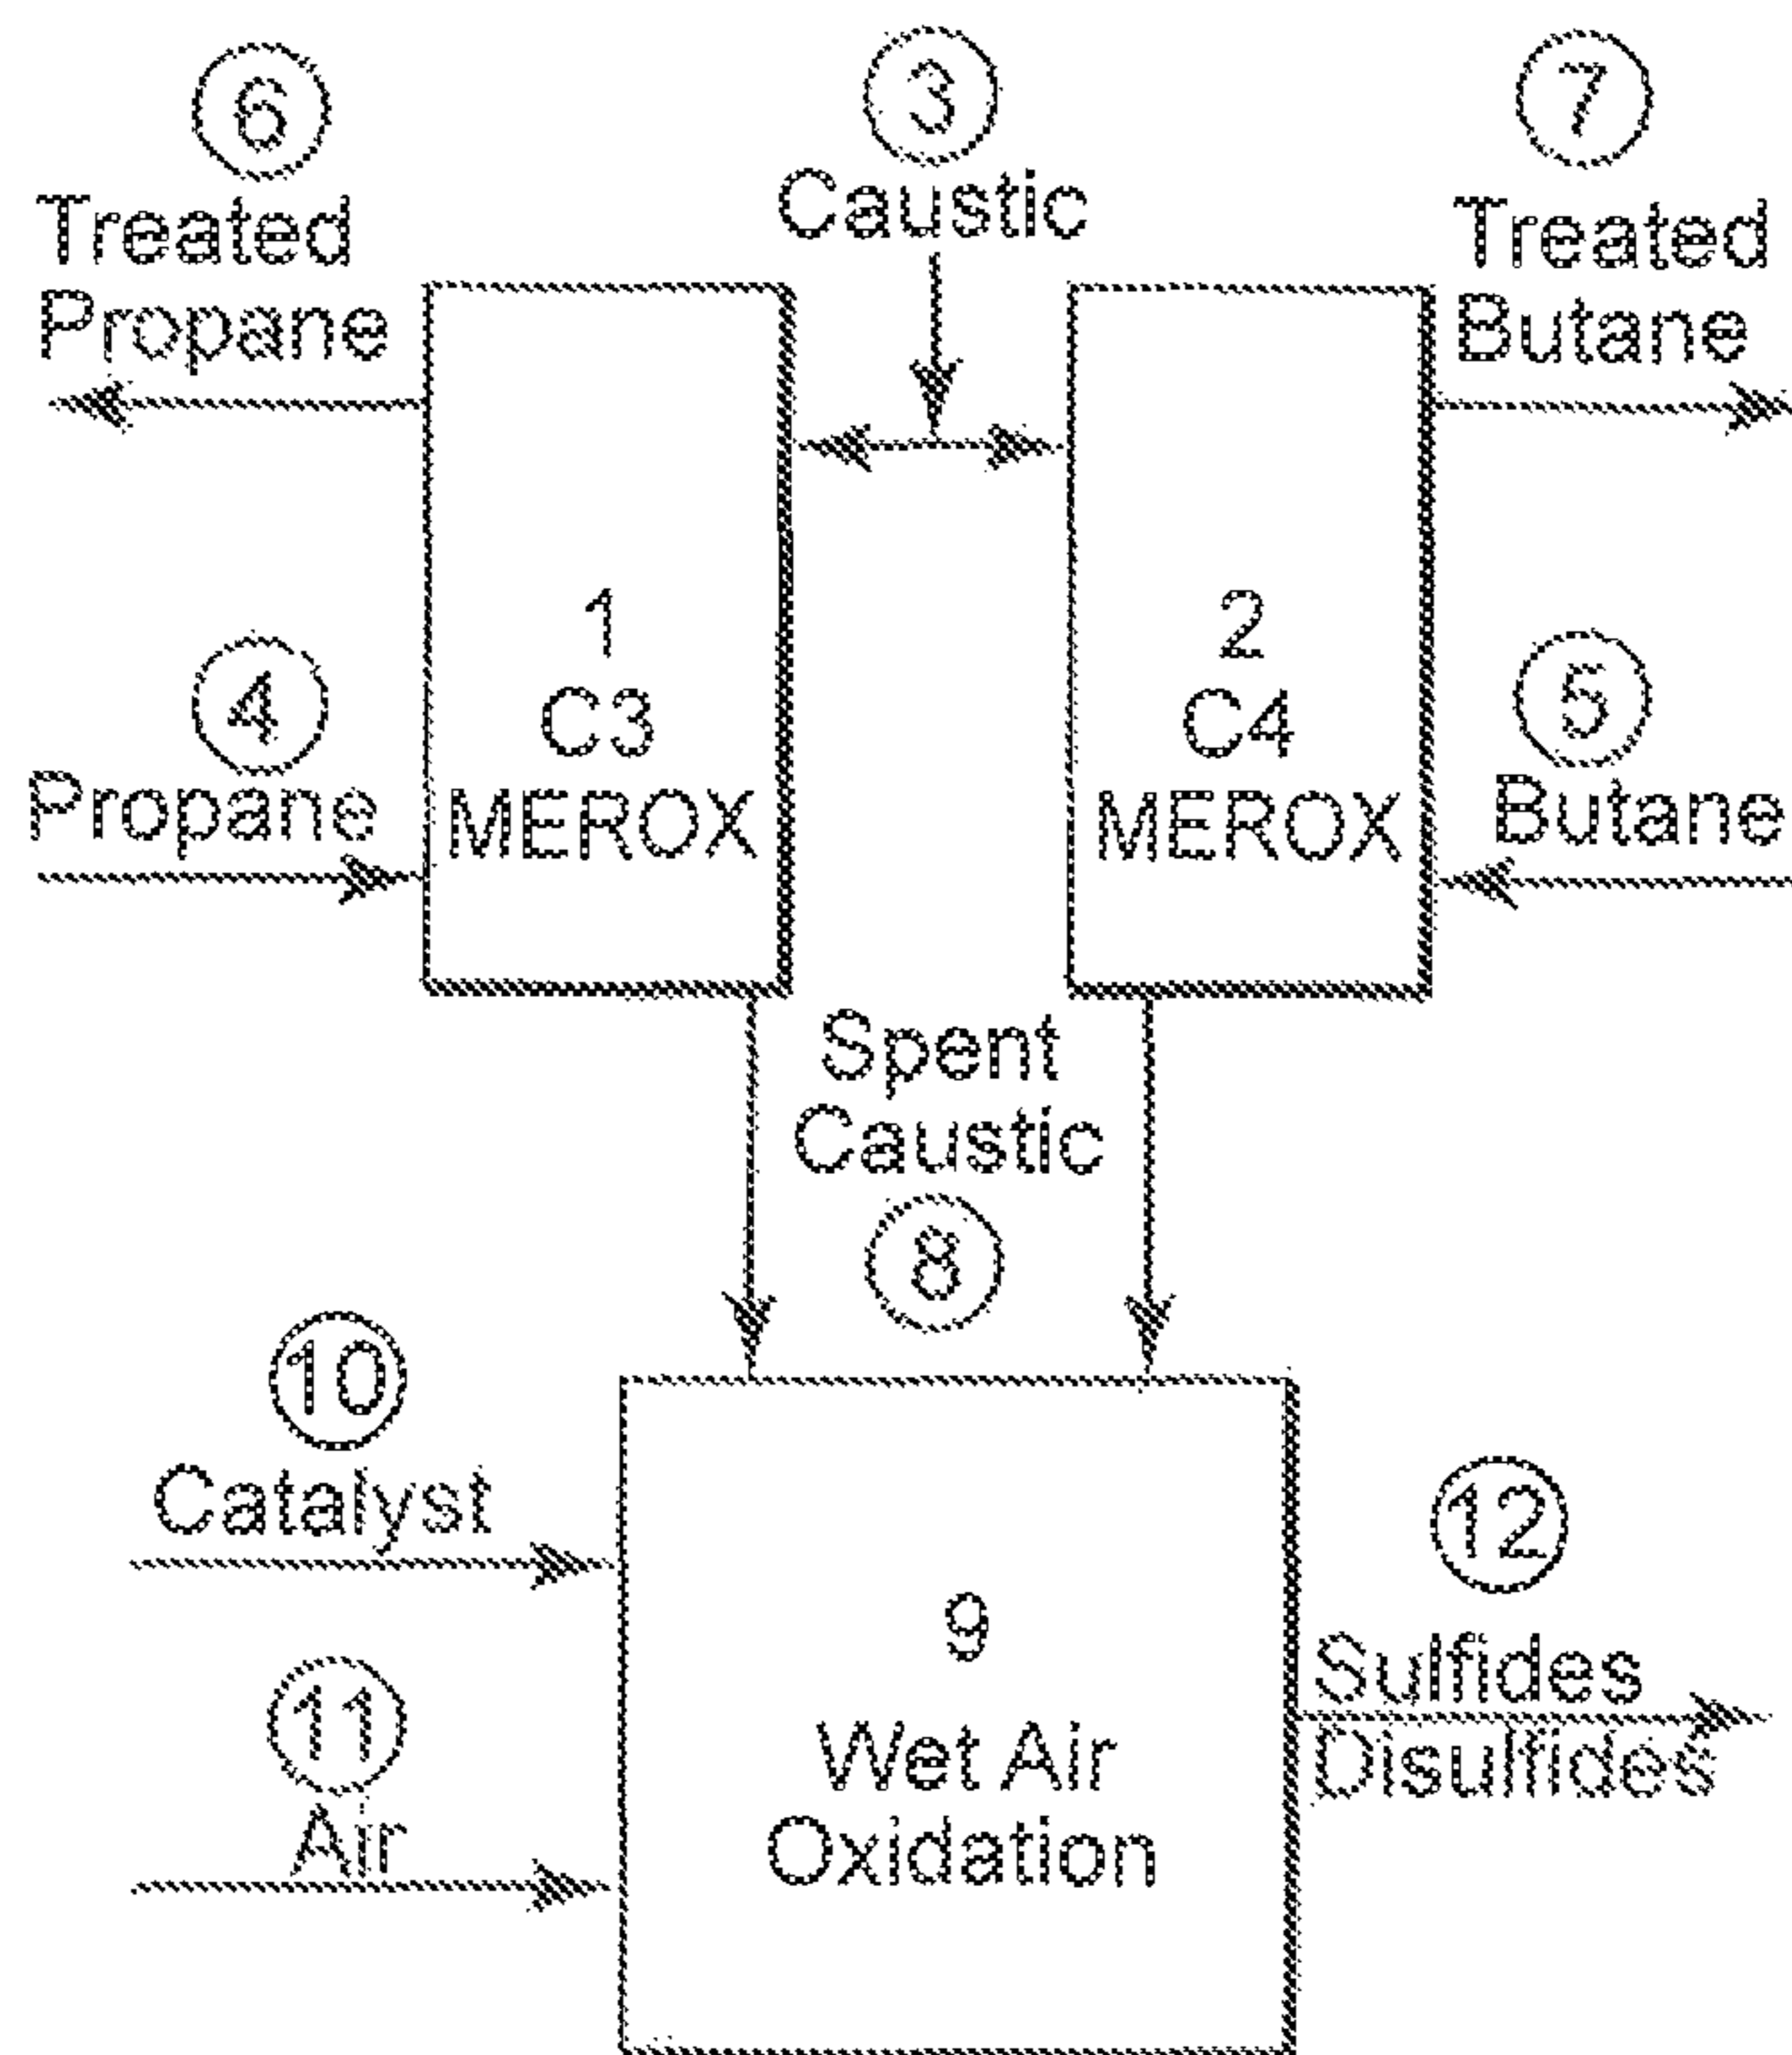 6
Treated
Propane
3
Caustic
7
Treated
Butane
4
Propane
1
C3
MEROX
2
C4
MEROX
5
Butane
Spent
Caustic
8
10
Catalyst
11
Air
9
Wet Air
Oxidation
12
Sulfides
Disulfides